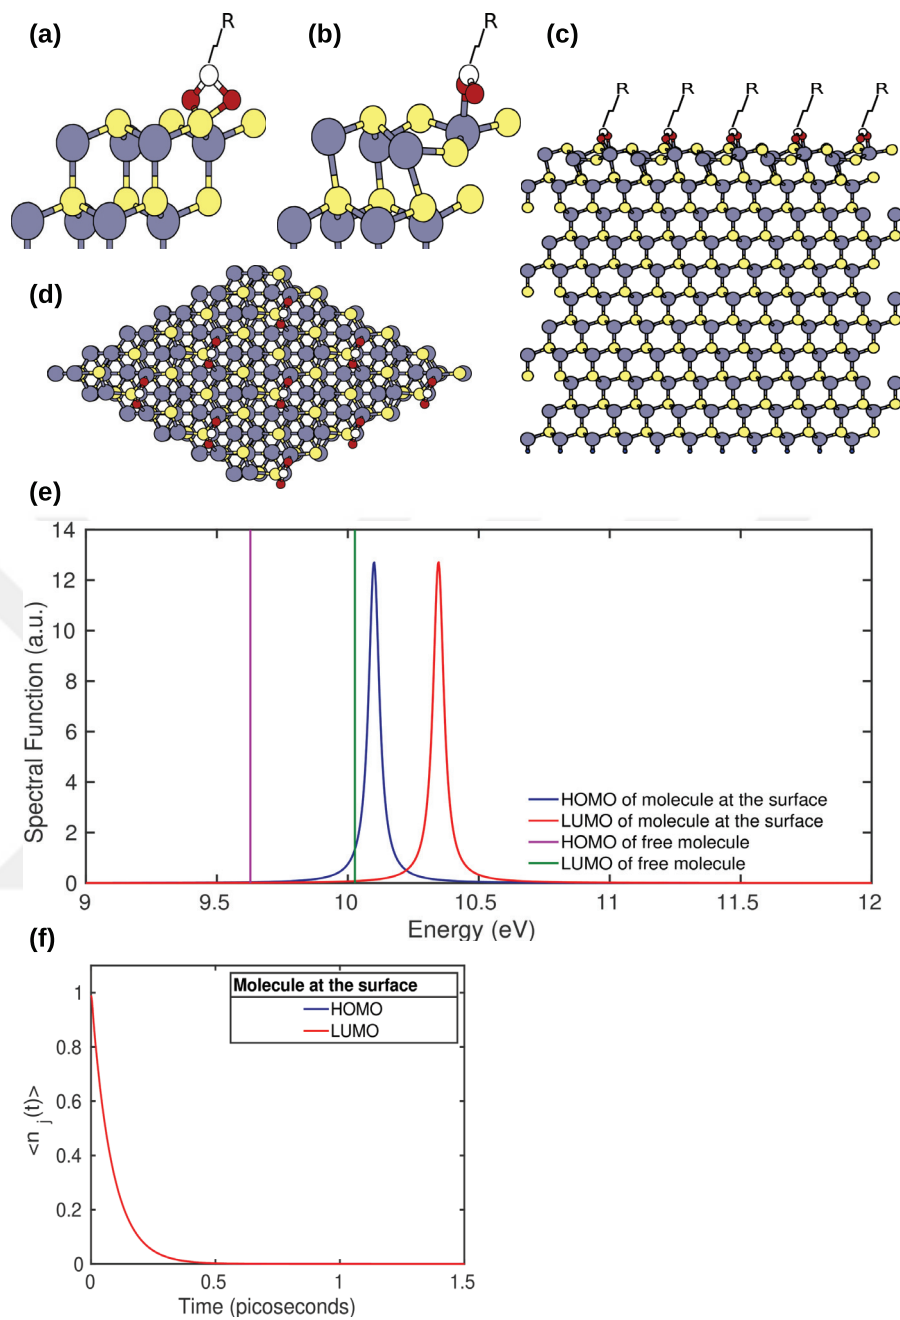 (a)
R
(b)
R
(c)
R R R R R
(d)
(e)
14
12
10
8
6
4
2
0
Spectral Function (a.u.)
HOMO of molecule at the surface
LUMO of molecule at the surface
HOMO of free molecule
LUMO of free molecule
9 9.5 10 10.5 11 11.5 12
Energy (eV)
(f)
1
0.8
0.6
0.4
0.2
0
<n j(t)>
Molecule at the surface
HOMO
LUMO
0 0.5 1 1.5
Time (picoseconds)